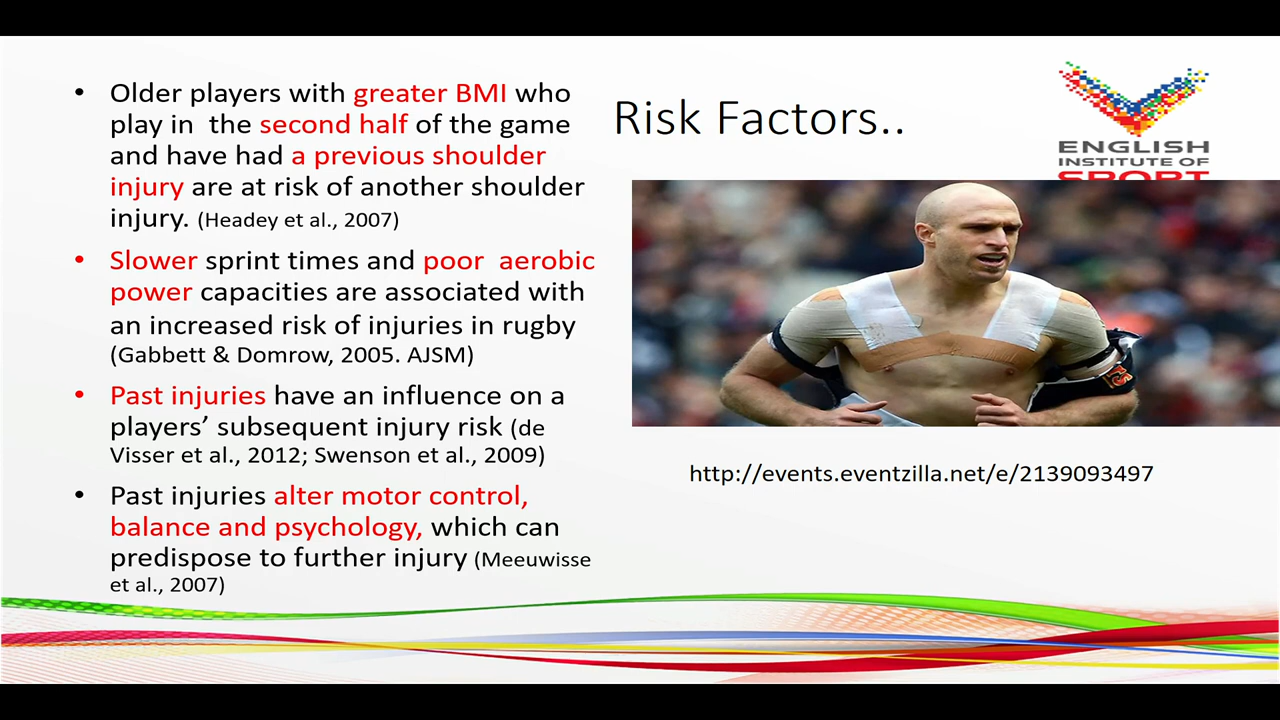 • Older players with greater BMI who
play in the second half of the game
and have had a previous shoulder
injury are at risk of another shoulder
injury. (Headey et al., 2007)
• Slower sprint times and poor aerobic
power capacities are associated with
an increased risk of injuries in rugby
(Gabbett & Domrow, 2005. AJSM)
• Past injuries have an influence on a
players’ subsequent injury risk (de
Visser et al., 2012; Swenson et al., 2009)
• Past injuries alter motor control,
balance and psychology, which can
predispose to further injury (Meeuwisse
et al., 2007)
Risk Factors..
ENGLISH
INSTITUTE OF
SPORT
http://events.eventzilla.net/e/2139093497